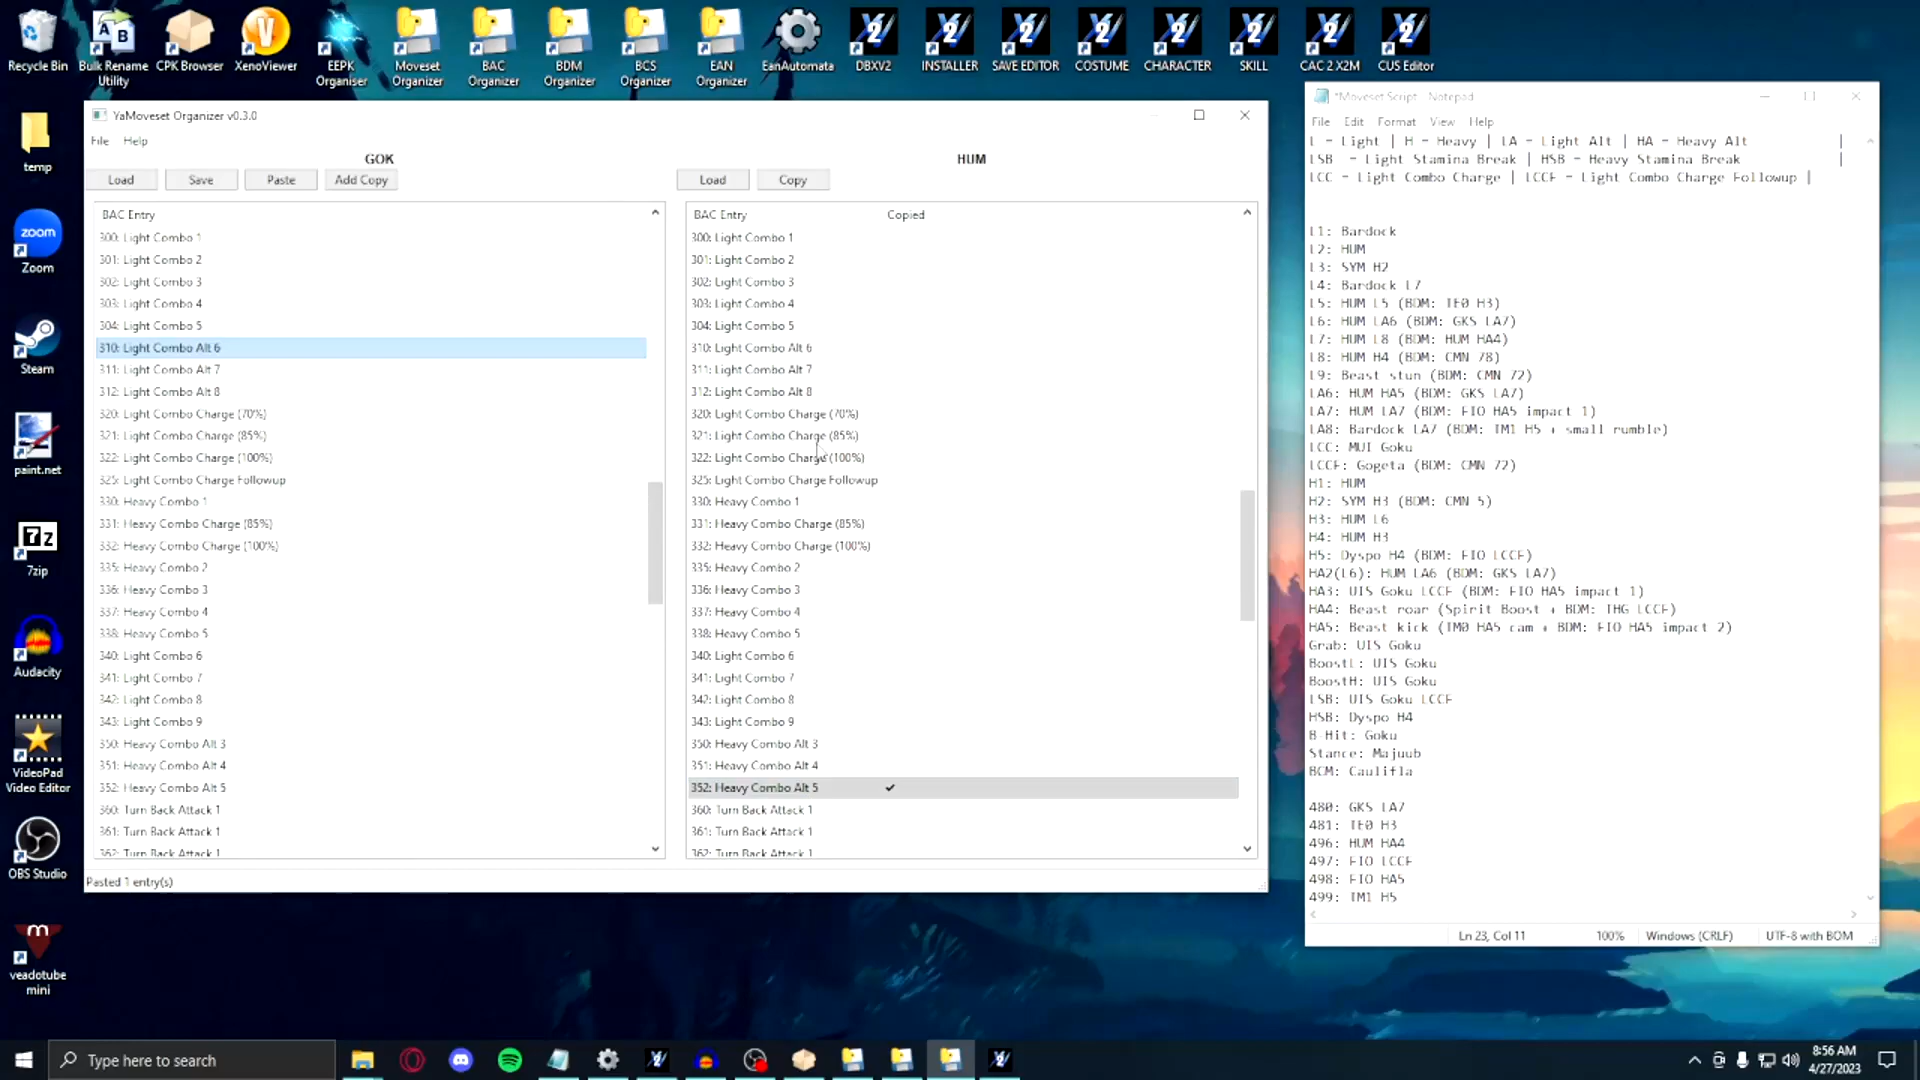 Recycle Bin
Bulk Rename Utility
CPK Browser
XenoViewer
EEPK Organiser
Moveset Organizer
BAC Organizer
BDM Organizer
BCS Organizer
EAN Organizer
EanAutomata
DBXV2
INSTALLER
SAVE EDITOR
COSTUME
CHARACTER
SKILL
CAC 2 X2M
CUS Editor
temp
zoom
Zoom
Steam
paint.net
7z
7zip
Audacity
VideoPad Video Editor
OBS Studio
veadotube mini
YaMoveset Organizer v0.3.0
File Help
GOK
Load Save Paste Add Copy
BAC Entry
300: Light Combo 1
301: Light Combo 2
302: Light Combo 3
303: Light Combo 4
304: Light Combo 5
310: Light Combo Alt 6
311: Light Combo Alt 7
312: Light Combo Alt 8
320: Light Combo Charge (70%)
321: Light Combo Charge (85%)
322: Light Combo Charge (100%)
325: Light Combo Charge Followup
330: Heavy Combo 1
331: Heavy Combo Charge (85%)
332: Heavy Combo Charge (100%)
335: Heavy Combo 2
336: Heavy Combo 3
337: Heavy Combo 4
338: Heavy Combo 5
340: Light Combo 6
341: Light Combo 7
342: Light Combo 8
343: Light Combo 9
350: Heavy Combo Alt 3
351: Heavy Combo Alt 4
352: Heavy Combo Alt 5
360: Turn Back Attack 1
361: Turn Back Attack 1
362: Turn Back Attack 1
Pasted 1 entry(s)
HUM
Load Copy
BAC Entry Copied
300: Light Combo 1
301: Light Combo 2
302: Light Combo 3
303: Light Combo 4
304: Light Combo 5
310: Light Combo Alt 6
311: Light Combo Alt 7
312: Light Combo Alt 8
320: Light Combo Charge (70%)
321: Light Combo Charge (85%)
322: Light Combo Charge (100%)
325: Light Combo Charge Followup
330: Heavy Combo 1
331: Heavy Combo Charge (85%)
332: Heavy Combo Charge (100%)
335: Heavy Combo 2
336: Heavy Combo 3
337: Heavy Combo 4
338: Heavy Combo 5
340: Light Combo 6
341: Light Combo 7
342: Light Combo 8
343: Light Combo 9
350: Heavy Combo Alt 3
351: Heavy Combo Alt 4
352: Heavy Combo Alt 5 ✓
360: Turn Back Attack 1
361: Turn Back Attack 1
362: Turn Back Attack 1
*Moveset Script - Notepad
File Edit Format View Help
L - Light | H - Heavy | LA - Light Alt | HA - Heavy Alt |
LSB - Light Stamina Break | HSB - Heavy Stamina Break |
LCC - Light Combo Charge | LCCF - Light Combo Charge Followup |
L1: Bardock
L2: HUM
L3: SYM H2
L4: Bardock L7
L5: HUM L5 (BDM: TE0 H3)
L6: HUM LA6 (BDM: GKS LA7)
L7: HUM L8 (BDM: HUM HA4)
L8: HUM H4 (BDM: CMN 78)
L9: Beast stun (BDM: CMN 72)
LA6: HUM HA5 (BDM: GKS LA7)
LA7: HUM LA7 (BDM: FIO HA5 impact 1)
LA8: Bardock LA7 (BDM: TM1 H5 + small rumble)
LCC: MUI Goku
LCCF: Gogeta (BDM: CMN 72)
H1: HUM
H2: SYM H3 (BDM: CMN 5)
H3: HUM L6
H4: HUM H3
H5: Dyspo H4 (BDM: FIO LCCF)
HA2(L6): HUM LA6 (BDM: GKS LA7)
HA3: UIS Goku LCCF (BDM: FIO HA5 impact 1)
HA4: Beast roar (Spirit Boost + BDM: THG LCCF)
HA5: Beast kick (TM0 HA5 cam + BDM: FIO HA5 impact 2)
Grab: UIS Goku
BoostL: UIS Goku
BoostH: UIS Goku
LSB: UIS Goku LCCF
HSB: Dyspo H4
B-Hit: Goku
Stance: Majuub
BCM: Caulifla
480: GKS LA7
481: TE0 H3
496: HUM HA4
497: FIO LCCF
498: FIO HA5
499: TM1 H5
Ln 23, Col 11 100% Windows (CRLF) UTF-8 with BOM
Type here to search
8:56 AM
4/27/2023